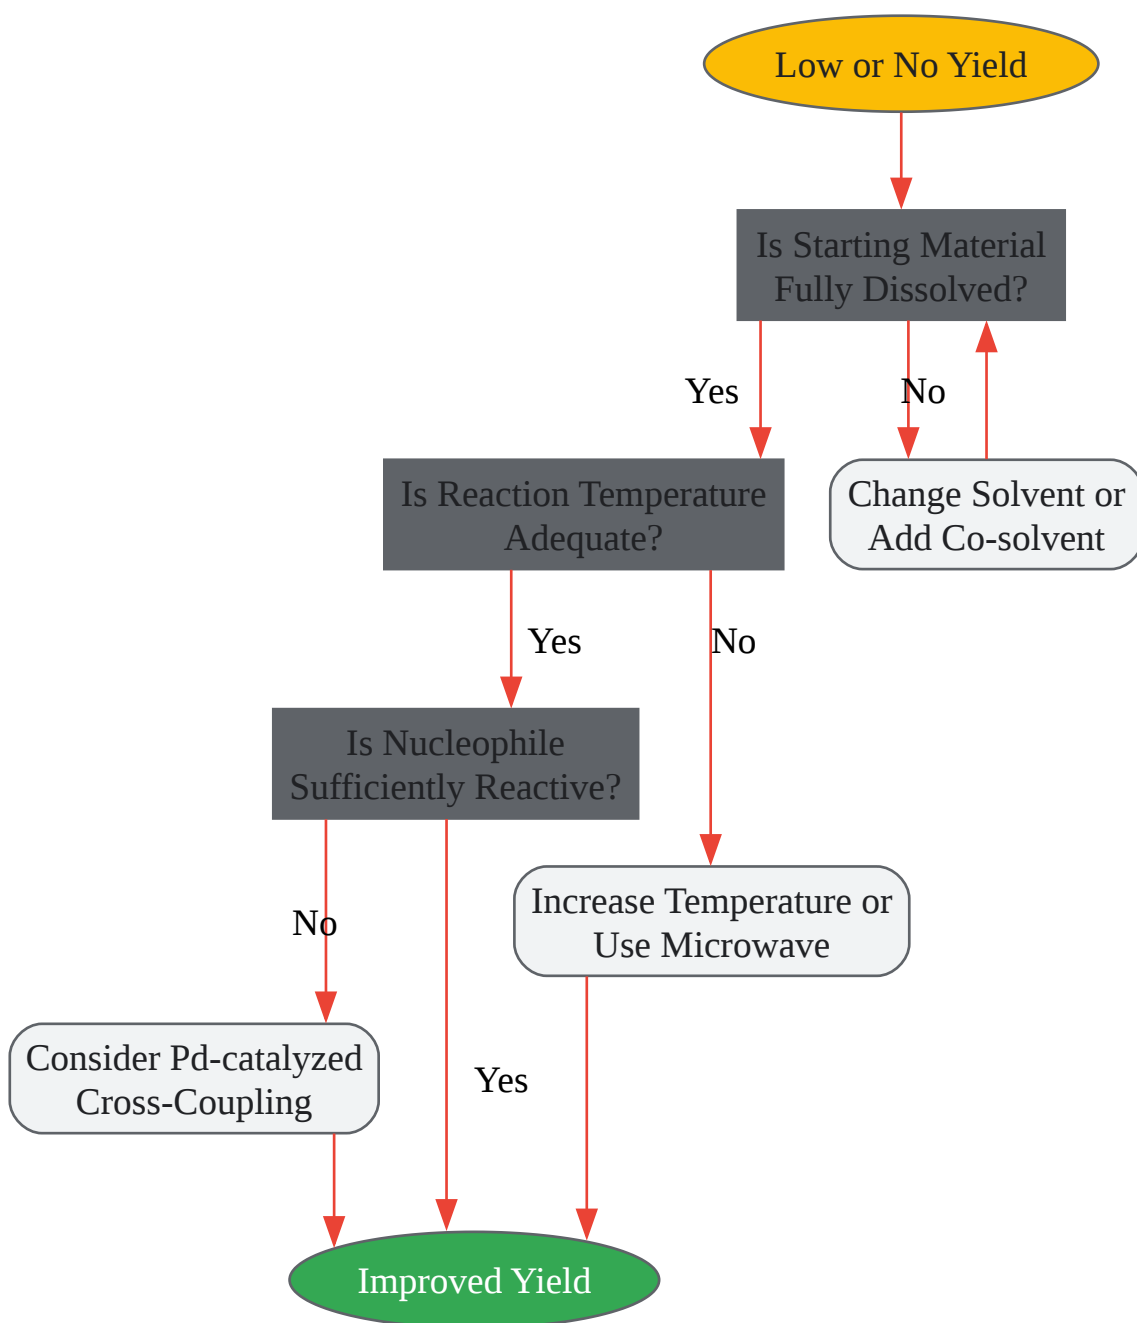 Low or No Yield
Is Starting Material
Fully Dissolved?
Yes
No
Is Reaction Temperature
Adequate?
Change Solvent or
Add Co-solvent
Yes
No
Is Nucleophile
Sufficiently Reactive?
No
Increase Temperature or
Use Microwave
Consider Pd-catalyzed
Cross-Coupling
Yes
Improved Yield